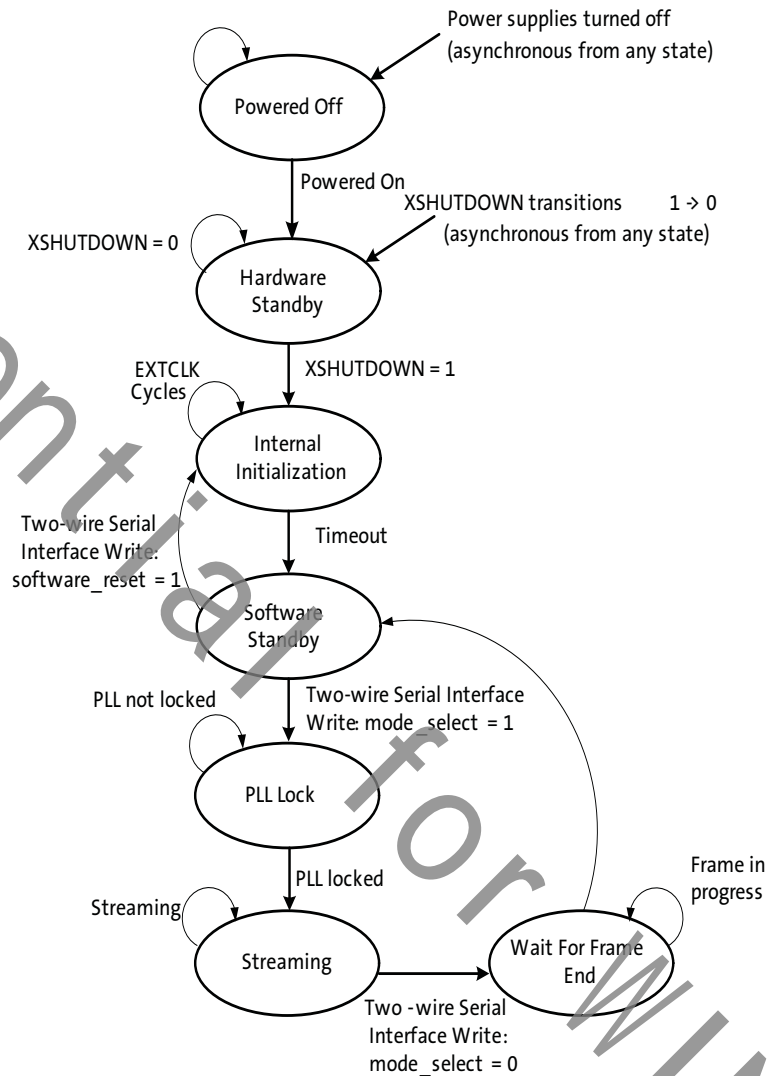 Power supplies turned off
(asynchronous from any state)
Powered Off
Powered On
XSHUTDOWN transitions 1 → 0
(asynchronous from any state)
XSHUTDOWN = 0
Hardware
Standby
EXTCLK
Cycles
XSHUTDOWN = 1
Internal
Initialization
Two-wire Serial
Interface Write:
software_reset = 1
Timeout
Software
Standby
PLL not locked
Two-wire Serial Interface
Write: mode_select = 1
PLL Lock
PLL locked
Frame in
progress
Streaming
Streaming
Wait For Frame
End
Two -wire Serial
Interface Write:
mode_select = 0
ential for WIN